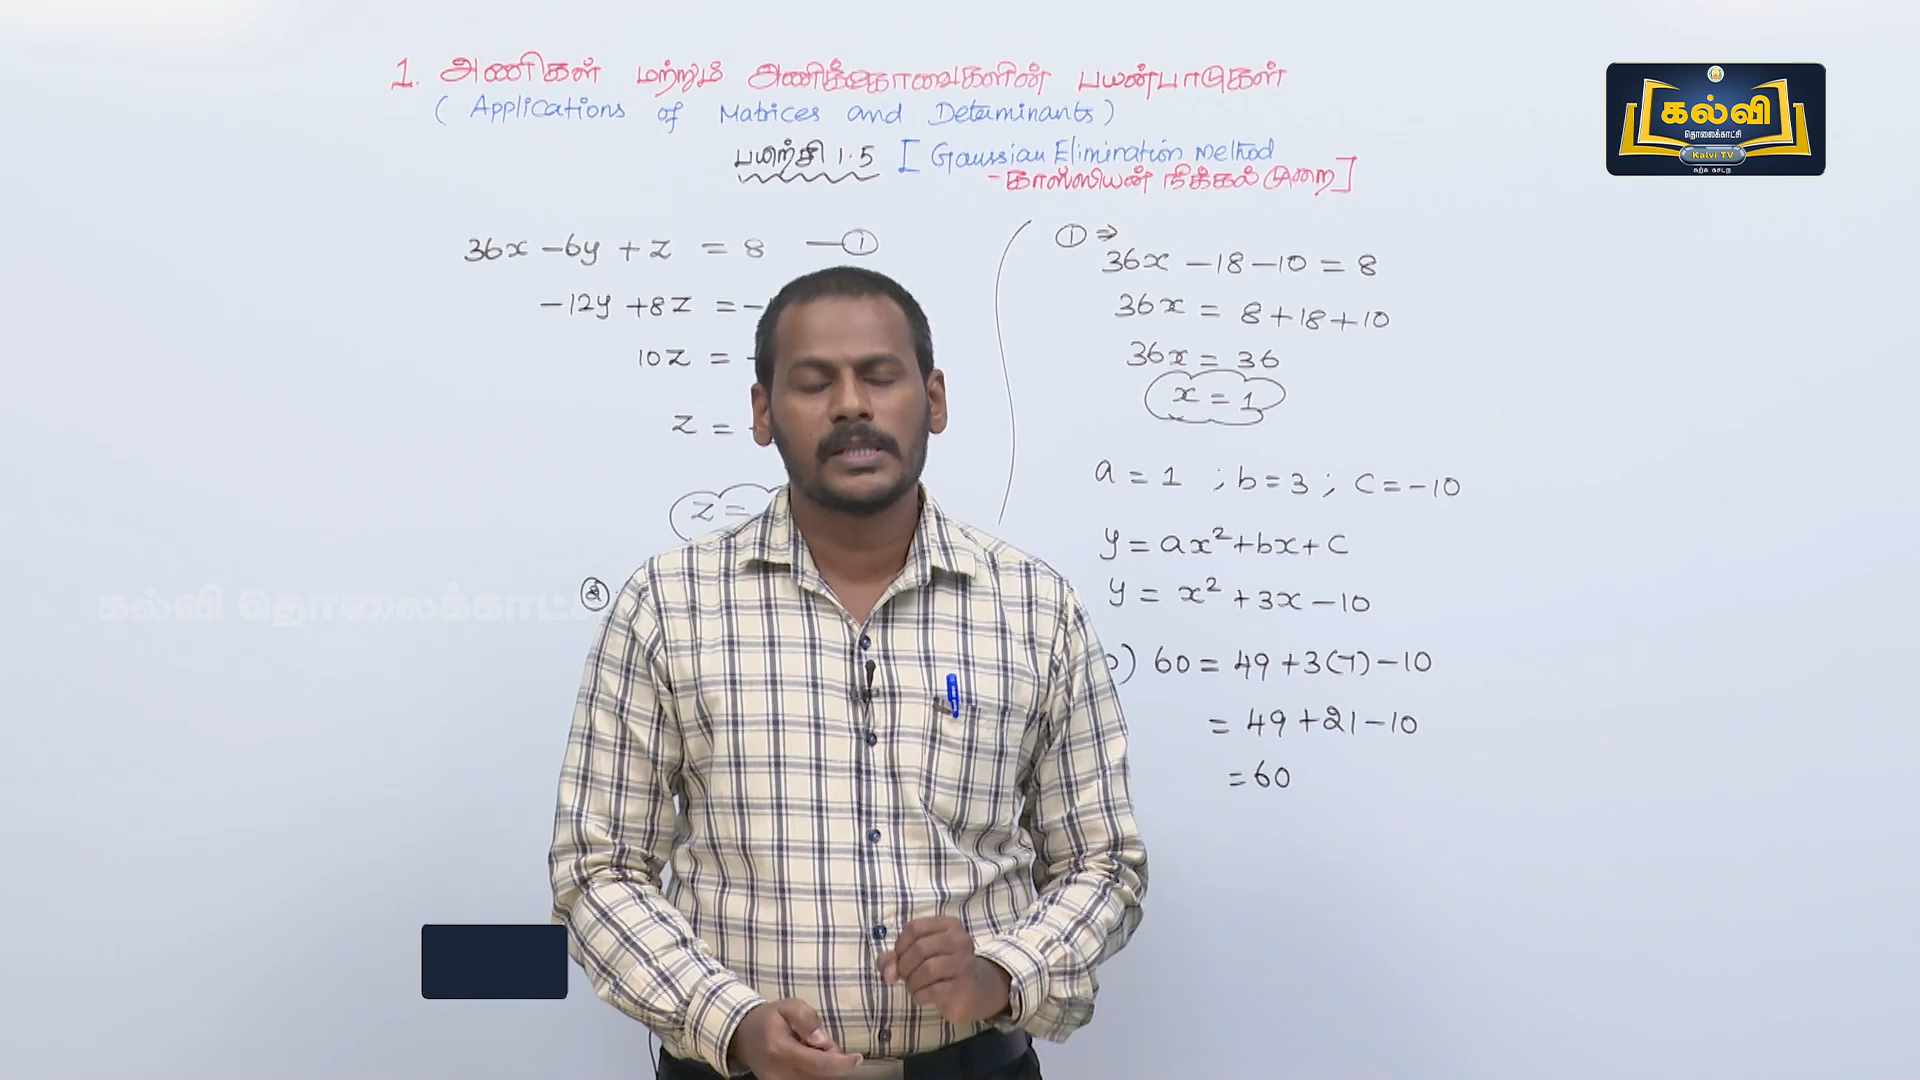 1. அணிகள் மற்றும் அணிக்கோவைகளின் பயன்பாடுகள்
( Applications of Matrices and Determinants )
பயிற்சி 1.5 [ Gaussian Elimination Method
- காஸ்ஸியன் நீக்கல் முறை ]
36x - 6y + z = 8 — ①
-12y + 8z = -
10z = -
z = -
z =
②
① ⇒
36x - 18 - 10 = 8
36x = 8 + 18 + 10
36x = 36
x = 1
a = 1 ; b = 3 ; c = -10
y = ax² + bx + c
y = x² + 3x - 10
) 60 = 49 + 3(7) - 10
= 49 + 21 - 10
= 60
கல்வி
தொலைக்காட்சி
Kalvi TV
கற்க கசடற
கல்வி தொலைக்காட்சி